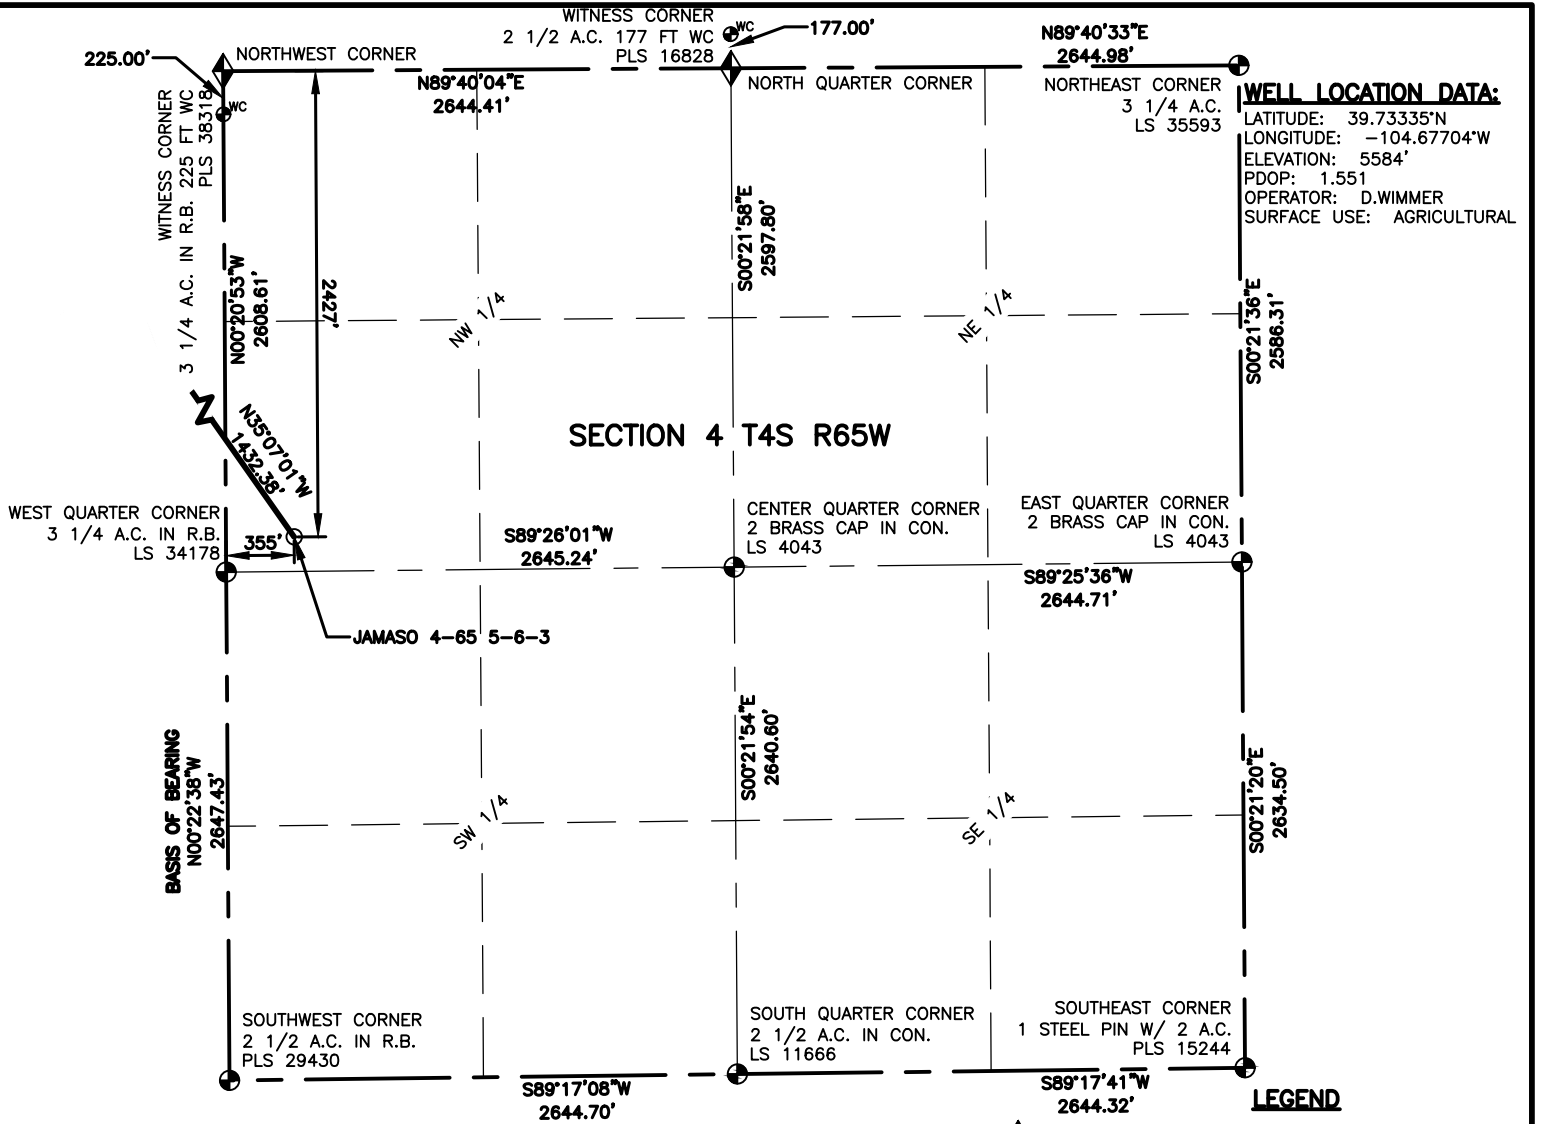 WITNESS CORNER
2 1/2 A.C. 177 FT WC
PLS 16828
WC
177.00'
225.00'
NORTHWEST CORNER
N89°40'04"E
2644.41'
NORTH QUARTER CORNER
N89°40'33"E
2644.98'
NORTHEAST CORNER
3 1/4 A.C.
LS 35593
WELL LOCATION DATA:
LATITUDE: 39.73335°N
LONGITUDE: -104.67704°W
ELEVATION: 5584'
PDOP: 1.551
OPERATOR: D.WIMMER
SURFACE USE: AGRICULTURAL
WITNESS CORNER
3 1/4 A.C. IN R.B. 225 FT WC
PLS 38318
WC
N00°20'53"W
2608.61'
2427'
S00°21'58"E
2597.80'
S00°21'36"E
2586.31'
NW 1/4
NE 1/4
N35°07'01"W
1432.38'
SECTION 4 T4S R65W
WEST QUARTER CORNER
3 1/4 A.C. IN R.B.
LS 34178
355'
S89°26'01"W
2645.24'
CENTER QUARTER CORNER
2 BRASS CAP IN CON.
LS 4043
EAST QUARTER CORNER
2 BRASS CAP IN CON.
LS 4043
S89°25'36"W
2644.71'
JAMASO 4-65 5-6-3
BASIS OF BEARING
N00°22'38"W
2647.43'
S00°21'54"E
2640.60'
S00°21'20"E
2634.50'
SW 1/4
SE 1/4
SOUTHWEST CORNER
2 1/2 A.C. IN R.B.
PLS 29430
SOUTH QUARTER CORNER
2 1/2 A.C. IN CON.
LS 11666
SOUTHEAST CORNER
1 STEEL PIN W/ 2 A.C.
PLS 15244
S89°17'08"W
2644.70'
S89°17'41"W
2644.32'
LEGEND